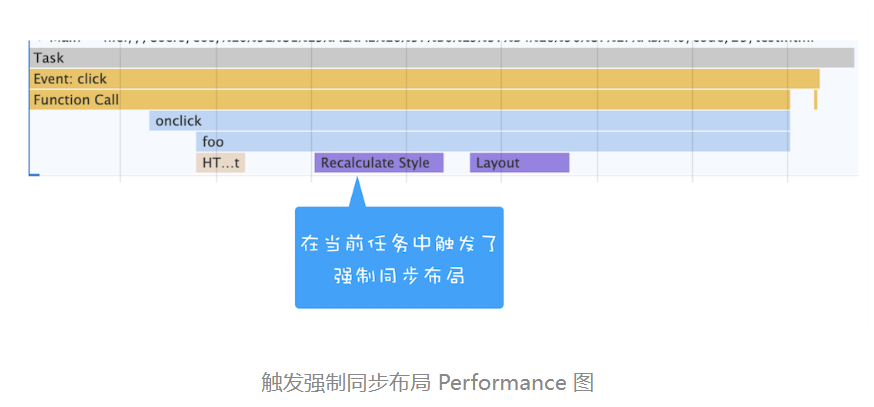 Task
Event: click
Function Call
onclick
foo
HT...t
Recalculate Style
Layout
在当前任务中触发了
强制同步布局
触发强制同步布局 Performance 图